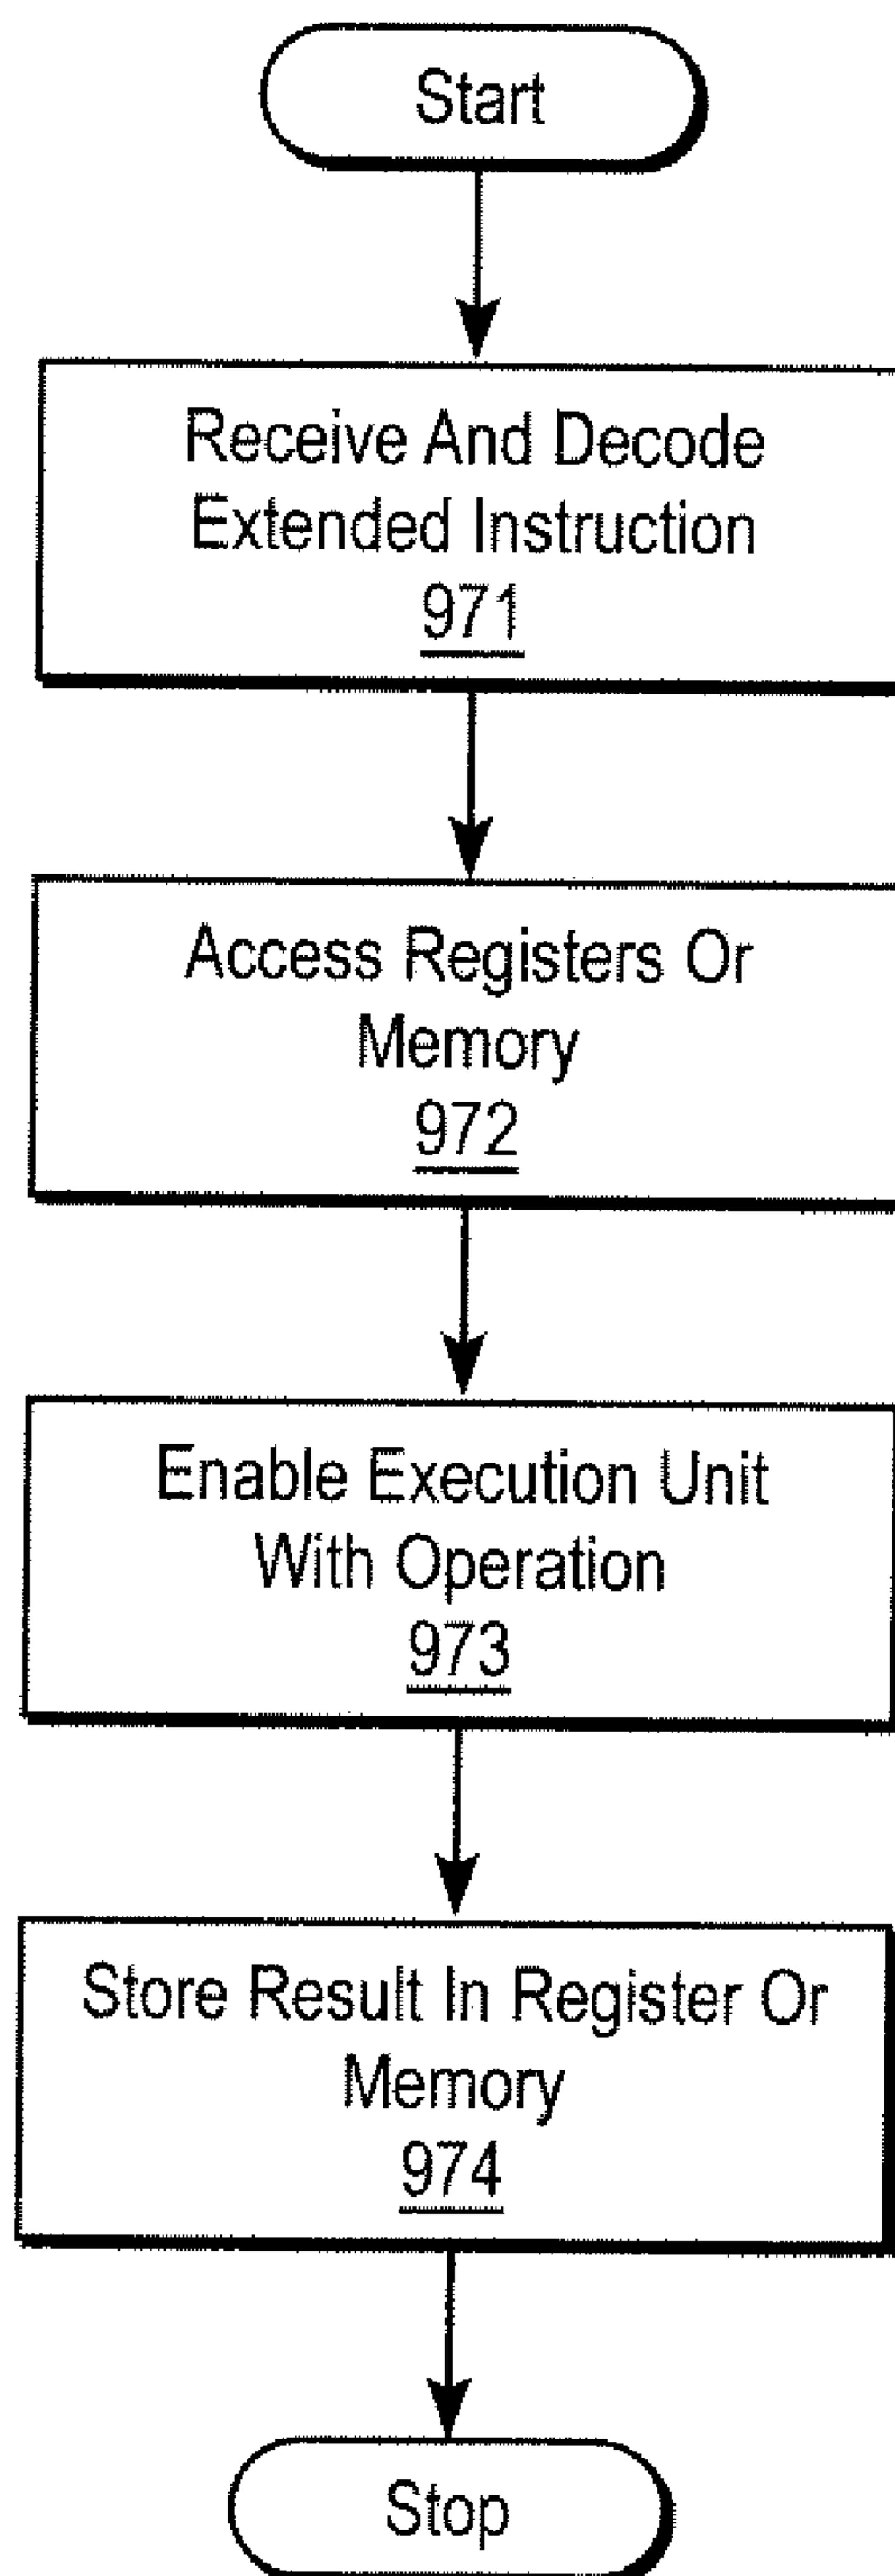 Start
Receive And Decode
Extended Instruction
971
Access Registers Or
Memory
972
Enable Execution Unit
With Operation
973
Store Result In Register Or
Memory
974
Stop